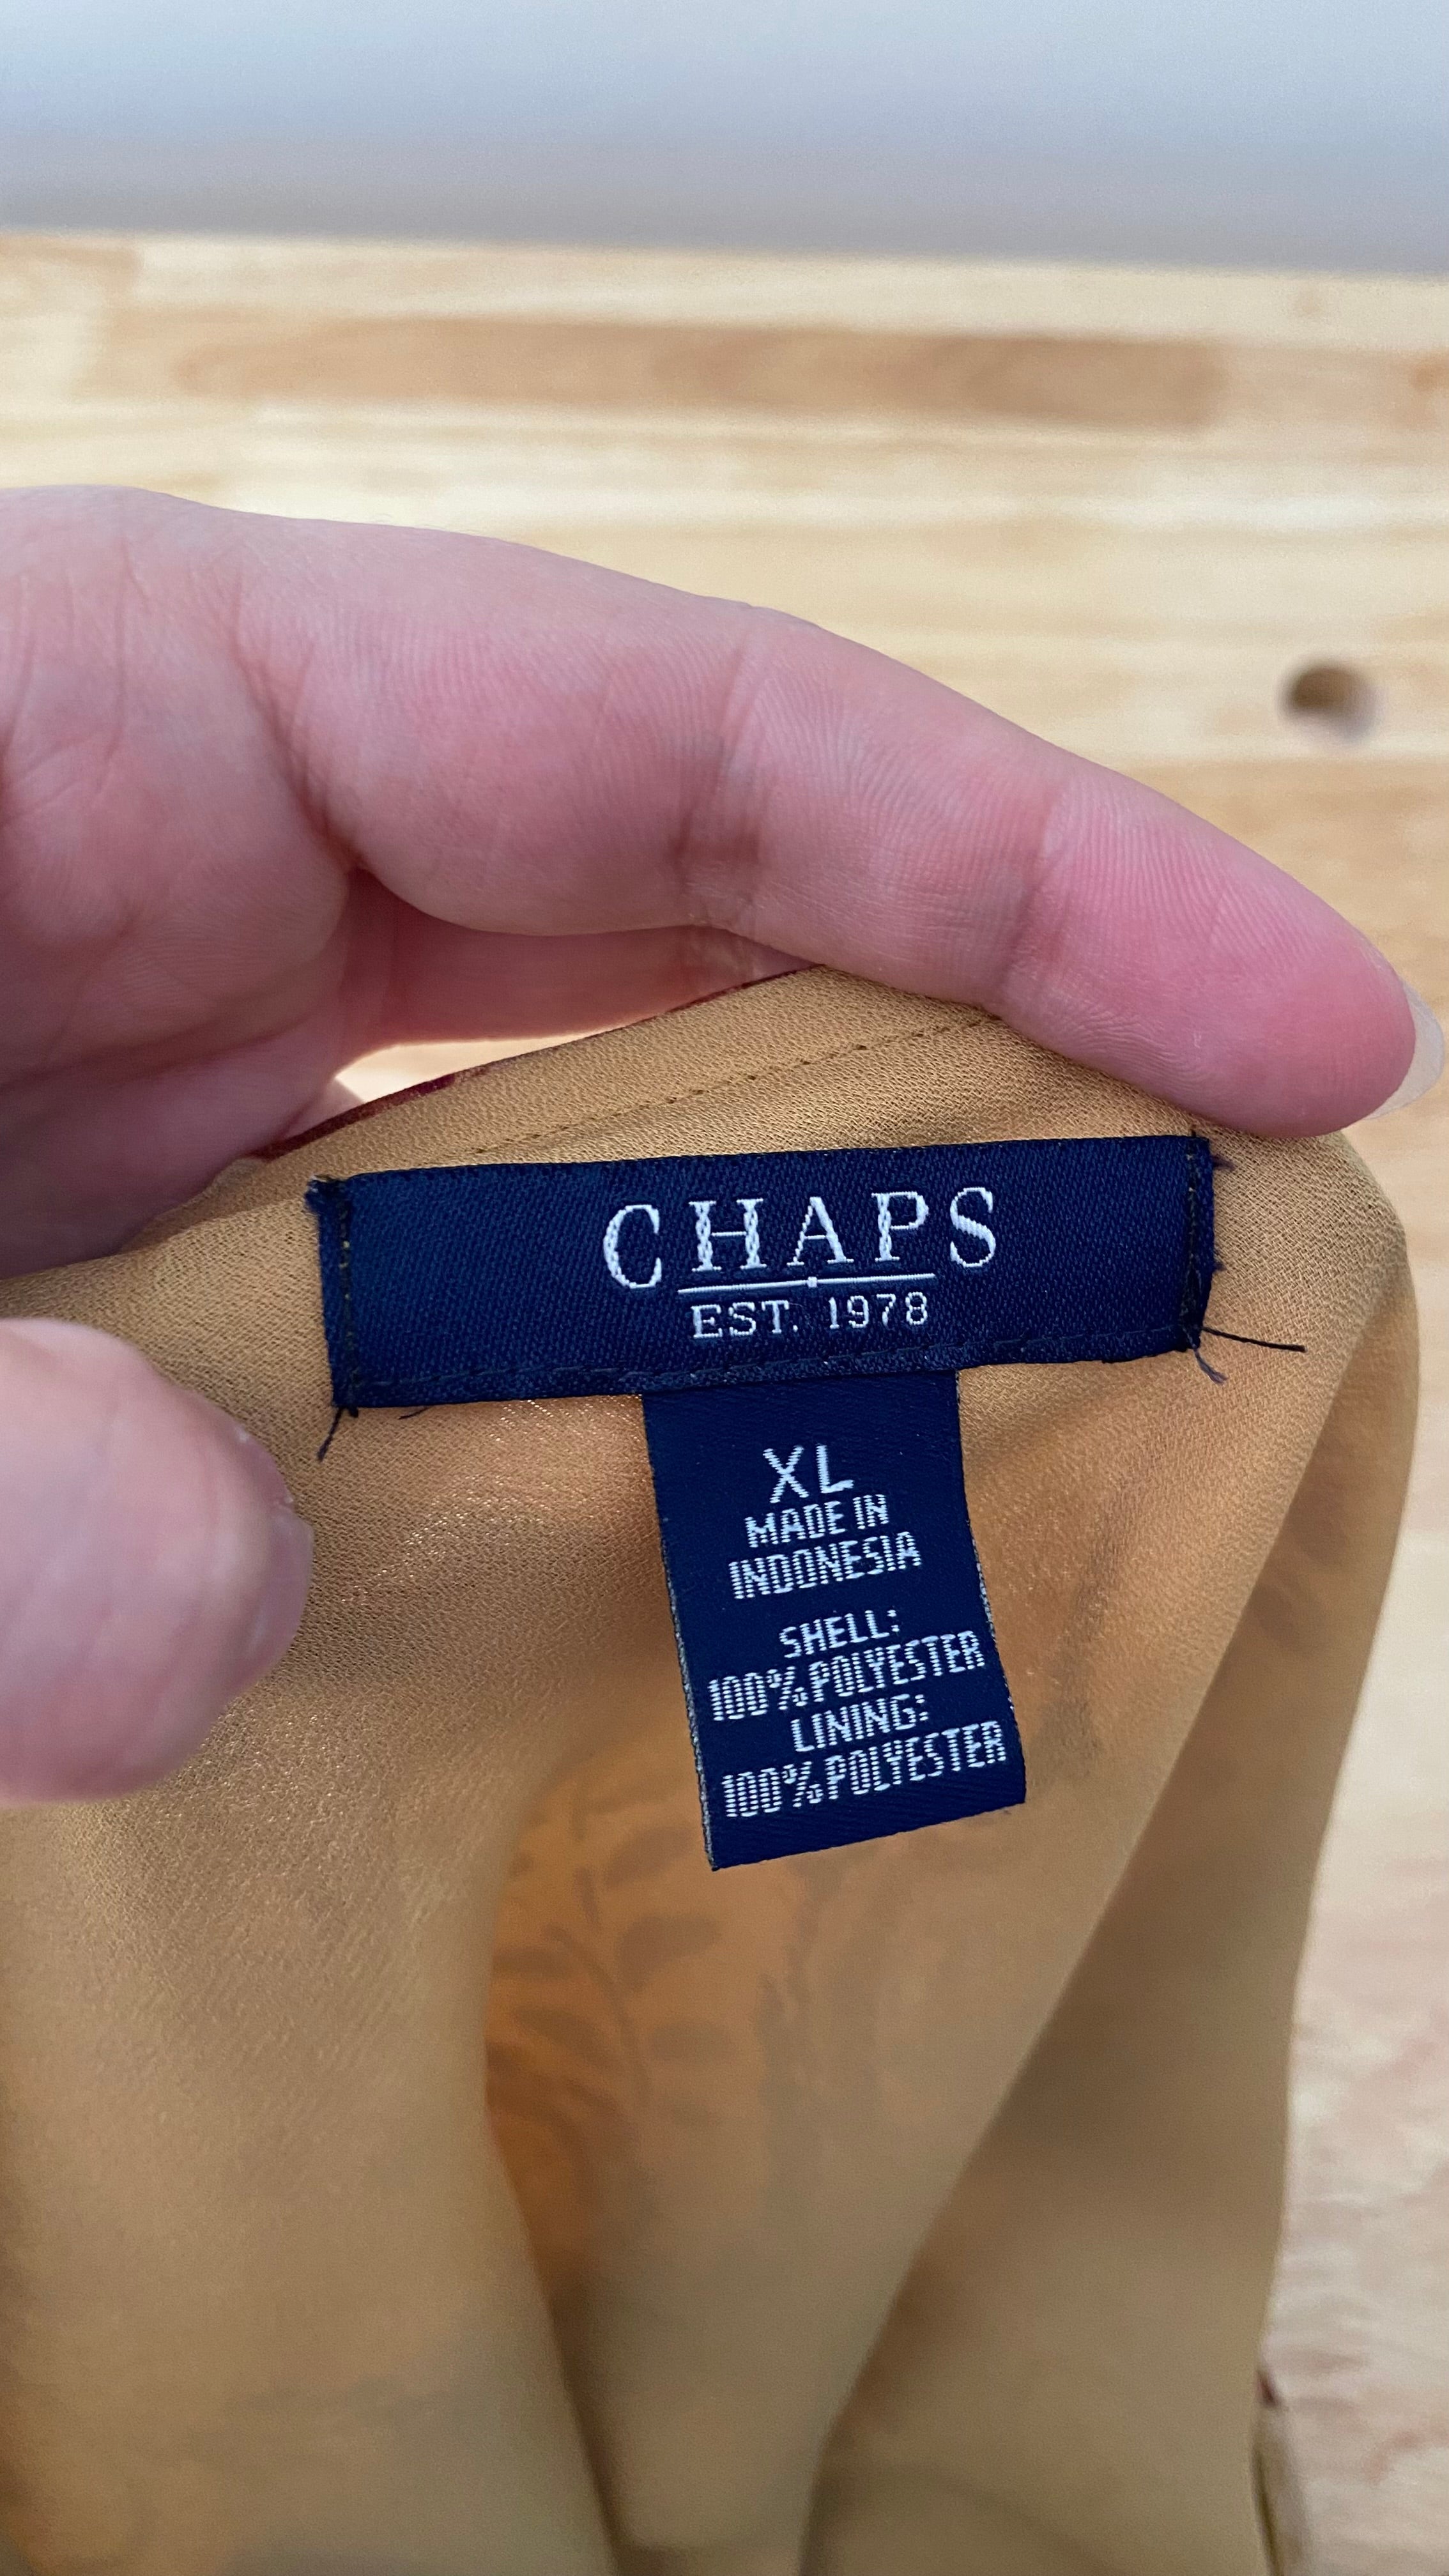 CHAPS
EST. 1978
XL
MADE IN
INDONESIA
SHELL:
100% POLYESTER
LINING:
100% POLYESTER